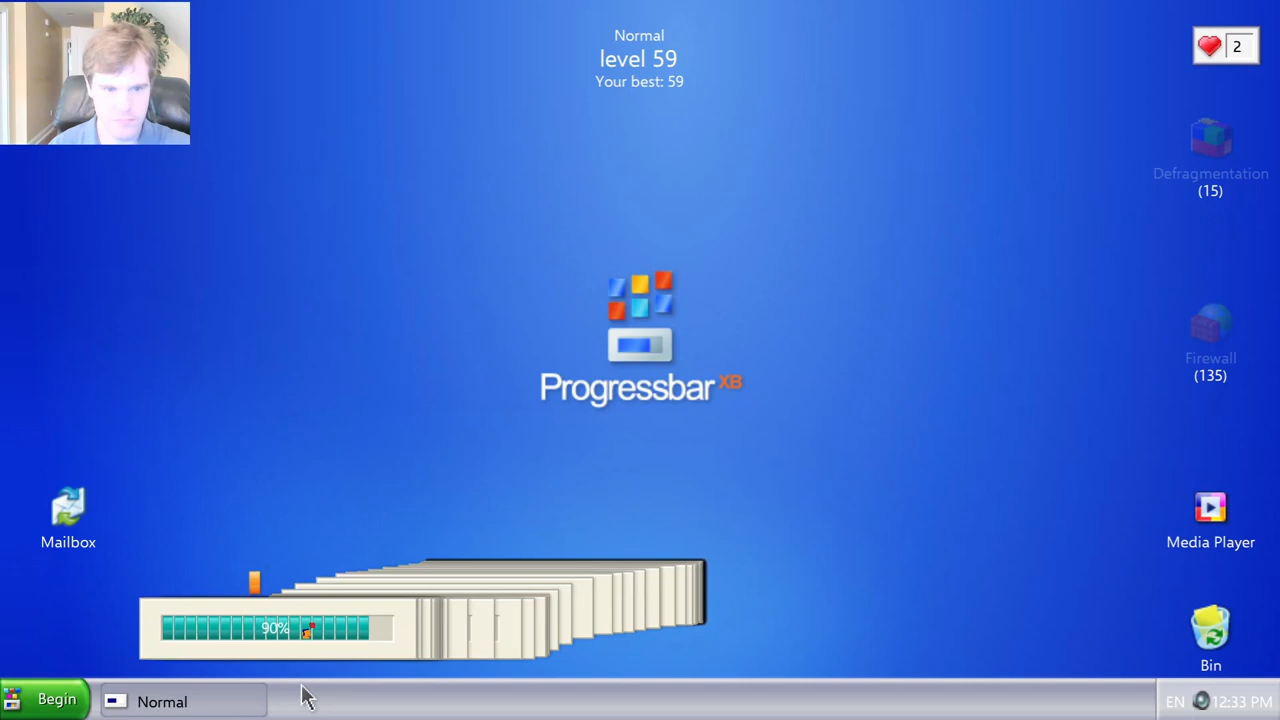 Normal
level 59
Your best: 59
2
Defragmentation
(15)
Progressbar XB
Firewall
(135)
Mailbox
Media Player
90%
Bin
Begin
Normal
EN 12:33 PM